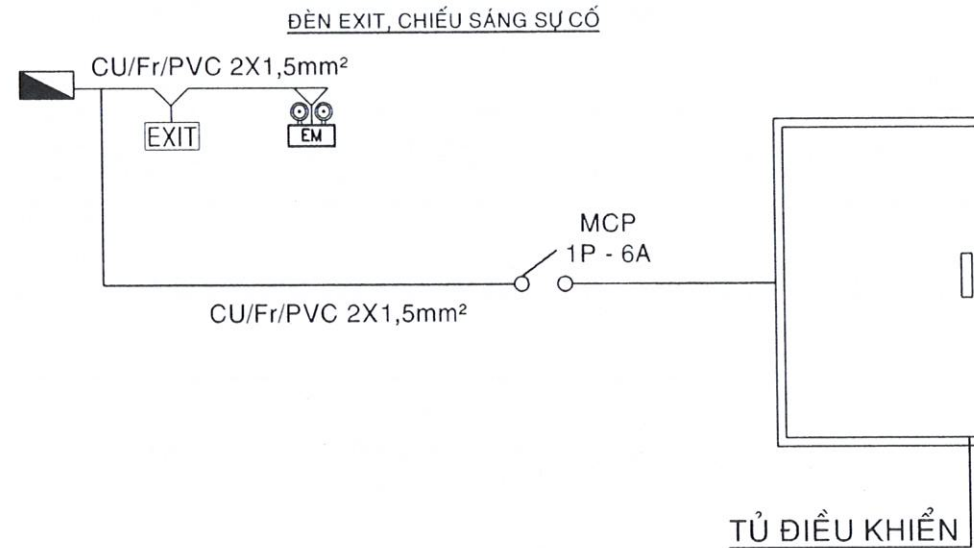 ĐÈN EXIT, CHIẾU SÁNG SỰ CỐ
CU/Fr/PVC 2X1,5mm²
EXIT
EM
MCP
1P - 6A
CU/Fr/PVC 2X1,5mm²
TỦ ĐIỀU KHIỂN